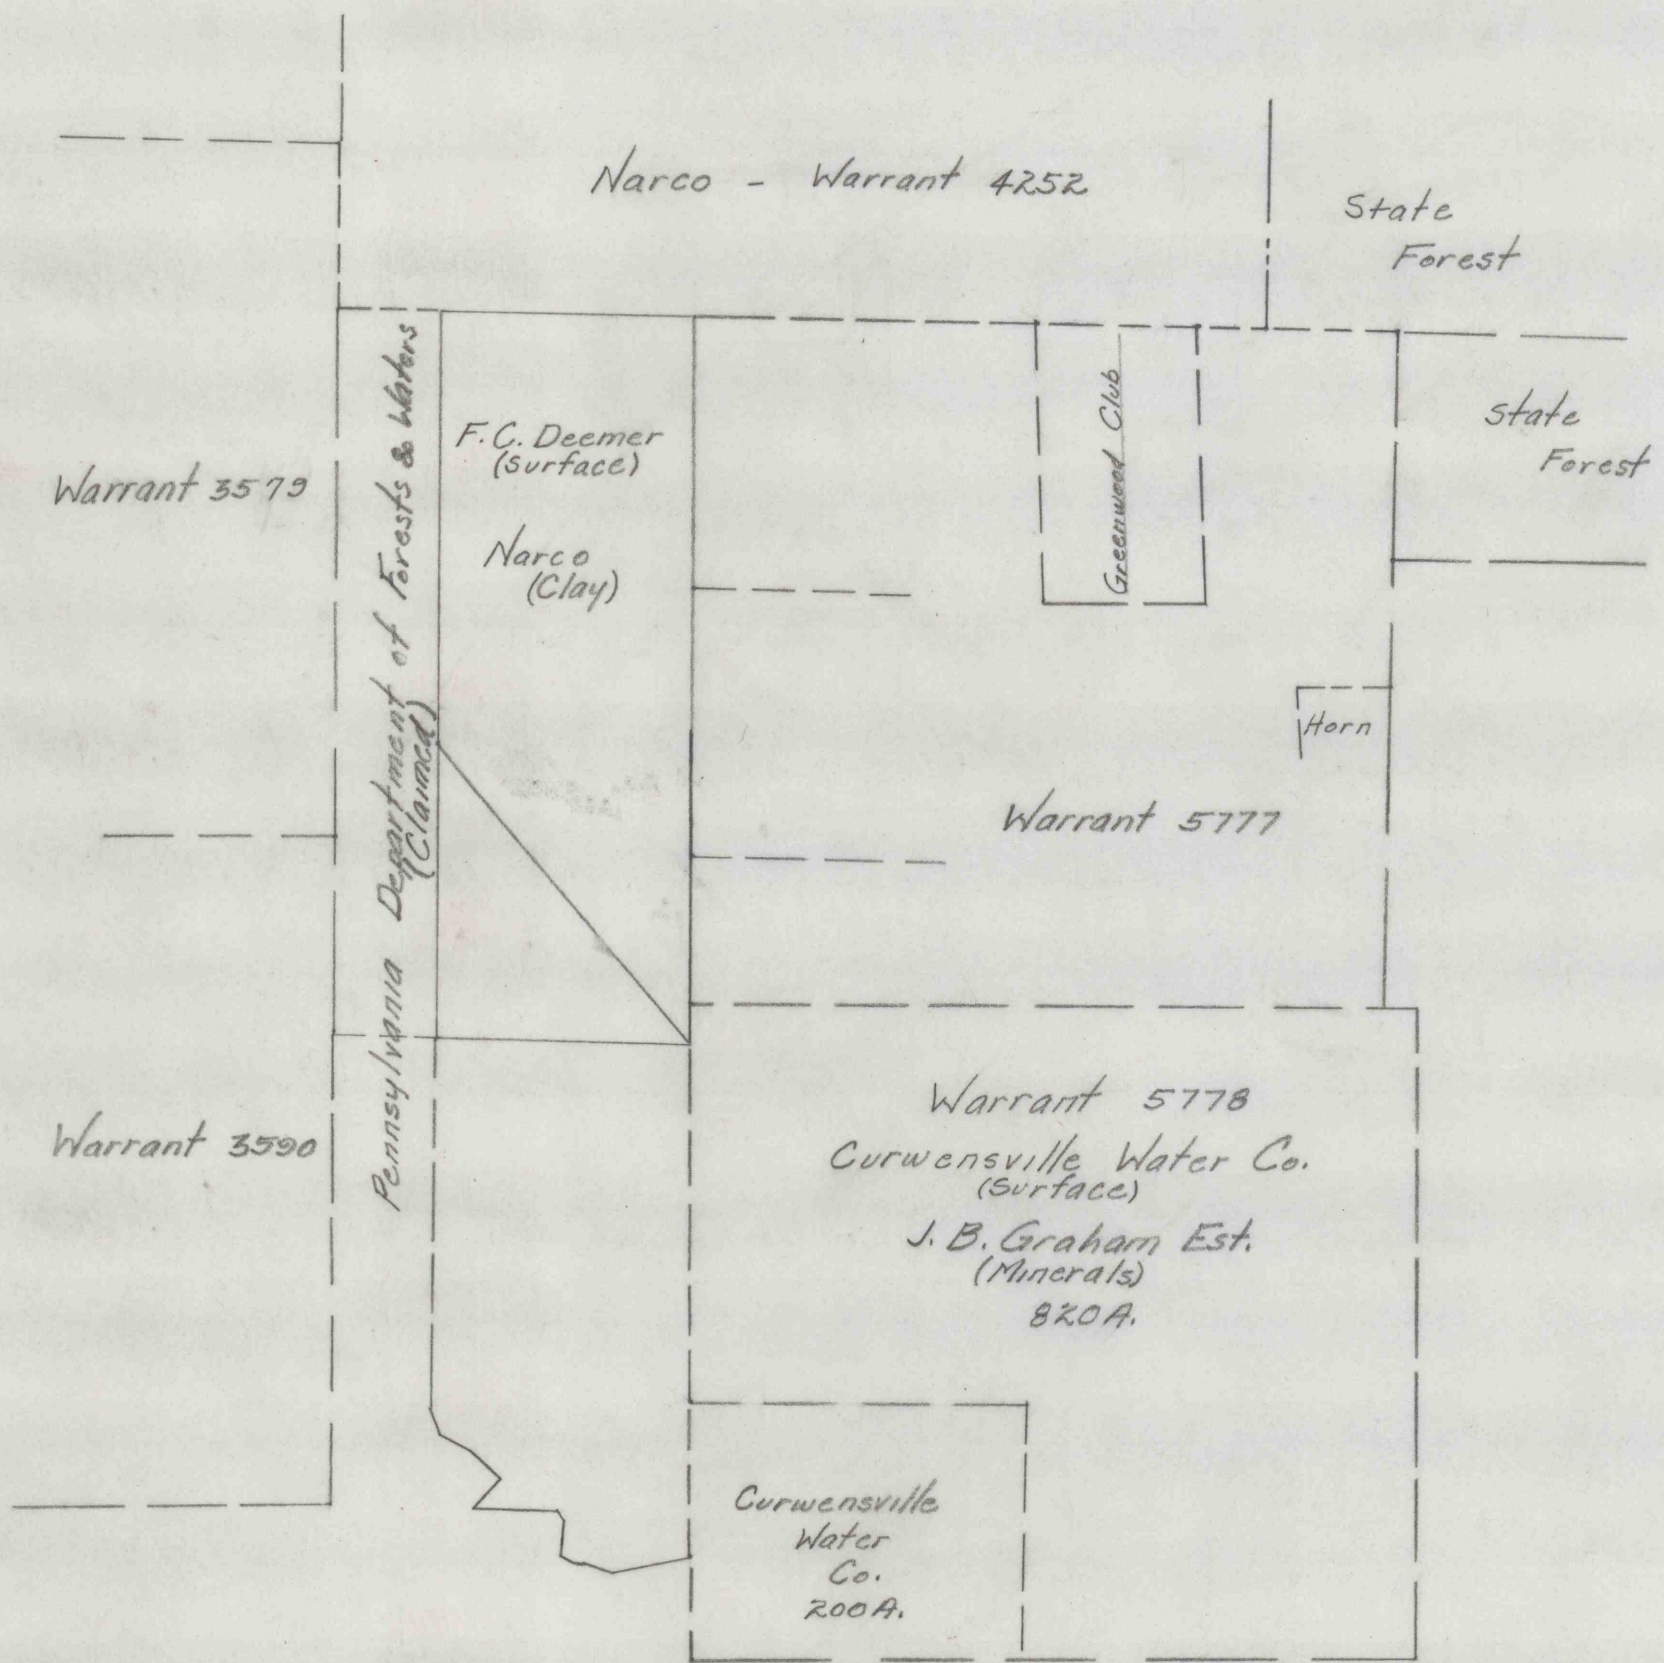 Narco - Warrant 4252
State
Forest
Pennsylvania Department of Forests & Waters
(Claimed)
F.C. Deemer
(Surface)
Narco
(Clay)
Greenwood Club
State
Forest
Warrant 3579
Horn
Warrant 5777
Warrant 3590
Warrant 5778
Curwensville Water Co.
(Surface)
J. B. Graham Est.
(Minerals)
820 A.
Curwensville
Water
Co.
200 A.